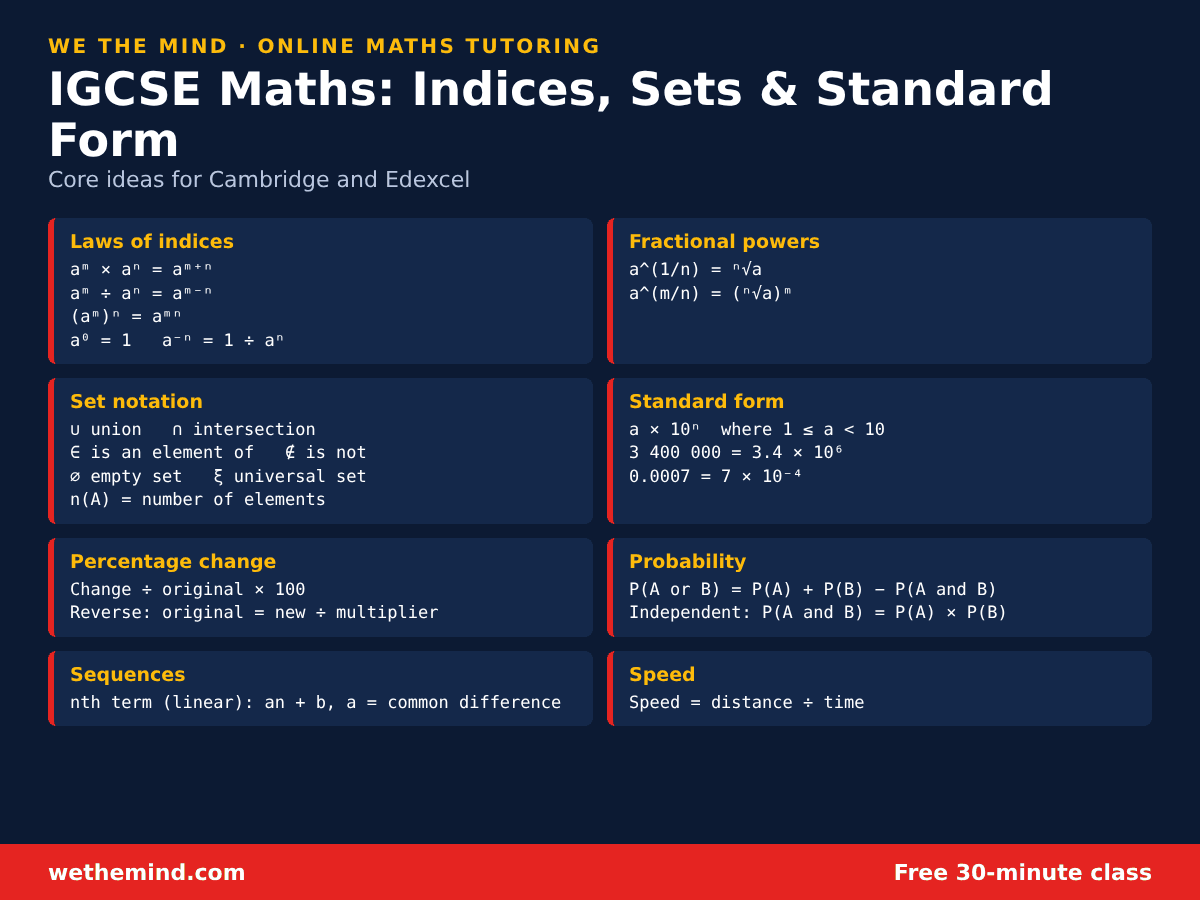 WE THE MIND · ONLINE MATHS TUTORING
IGCSE Maths: Indices, Sets & Standard
Form
Core ideas for Cambridge and Edexcel
Laws of indices
aᵐ × aⁿ = aᵐ⁺ⁿ
aᵐ ÷ aⁿ = aᵐ⁻ⁿ
(aᵐ)ⁿ = aᵐⁿ
a⁰ = 1   a⁻ⁿ = 1 ÷ aⁿ
Fractional powers
a^(1/n) = ⁿ√a
a^(m/n) = (ⁿ√a)ᵐ
Set notation
∪ union   ∩ intersection
∈ is an element of   ∉ is not
∅ empty set   ξ universal set
n(A) = number of elements
Standard form
a × 10ⁿ  where 1 ≤ a < 10
3 400 000 = 3.4 × 10⁶
0.0007 = 7 × 10⁻⁴
Percentage change
Change ÷ original × 100
Reverse: original = new ÷ multiplier
Probability
P(A or B) = P(A) + P(B) − P(A and B)
Independent: P(A and B) = P(A) × P(B)
Sequences
nth term (linear): an + b, a = common difference
Speed
Speed = distance ÷ time
wethemind.com
Free 30-minute class